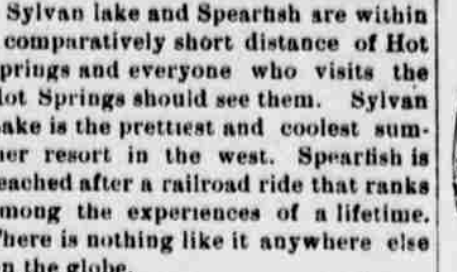 Sylvan lake and Spearfish are within
comparatively short distance of Hot
prings and everyone who visits the
lot Springs should see them. Sylvan
ake is the prettiest and coolest sum-
ner resort in the west. Spearfish is
eached after a railroad ride that ranks
mong the experiences of a lifetime.
here is nothing like it anywhere else
n the globe.